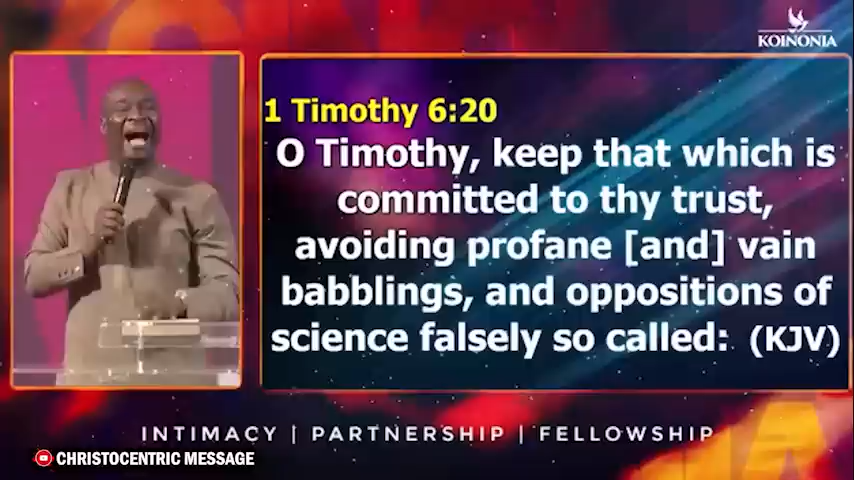 KOINONIA
1 Timothy 6:20
O Timothy, keep that which is
committed to thy trust,
avoiding profane [and] vain
babblings, and oppositions of
science falsely so called: (KJV)
INTIMACY | PARTNERSHIP | FELLOWSHIP
CHRISTOCENTRIC MESSAGE